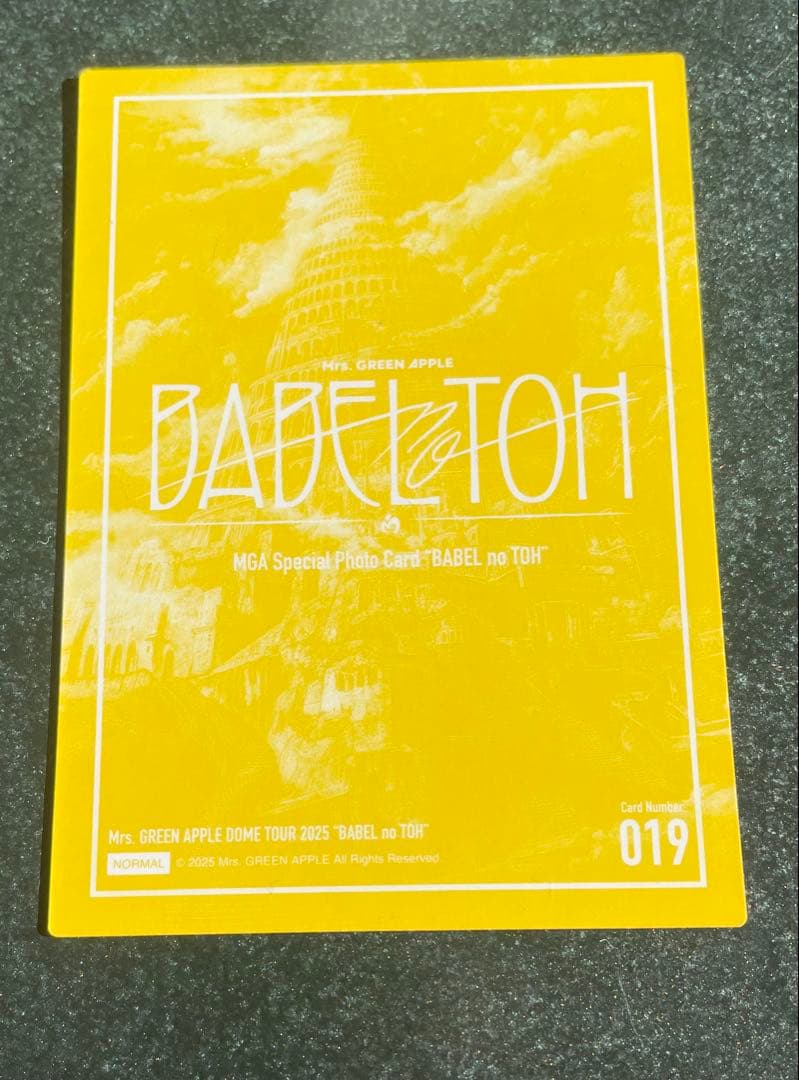 Mrs. GREEN APPLE
BABEL no TOH
MGA Special Photo Card "BABEL no TOH"
Card Number
019
Mrs. GREEN APPLE DOME TOUR 2025 "BABEL no TOH"
NORMAL © 2025 Mrs. GREEN APPLE All Rights Reserved